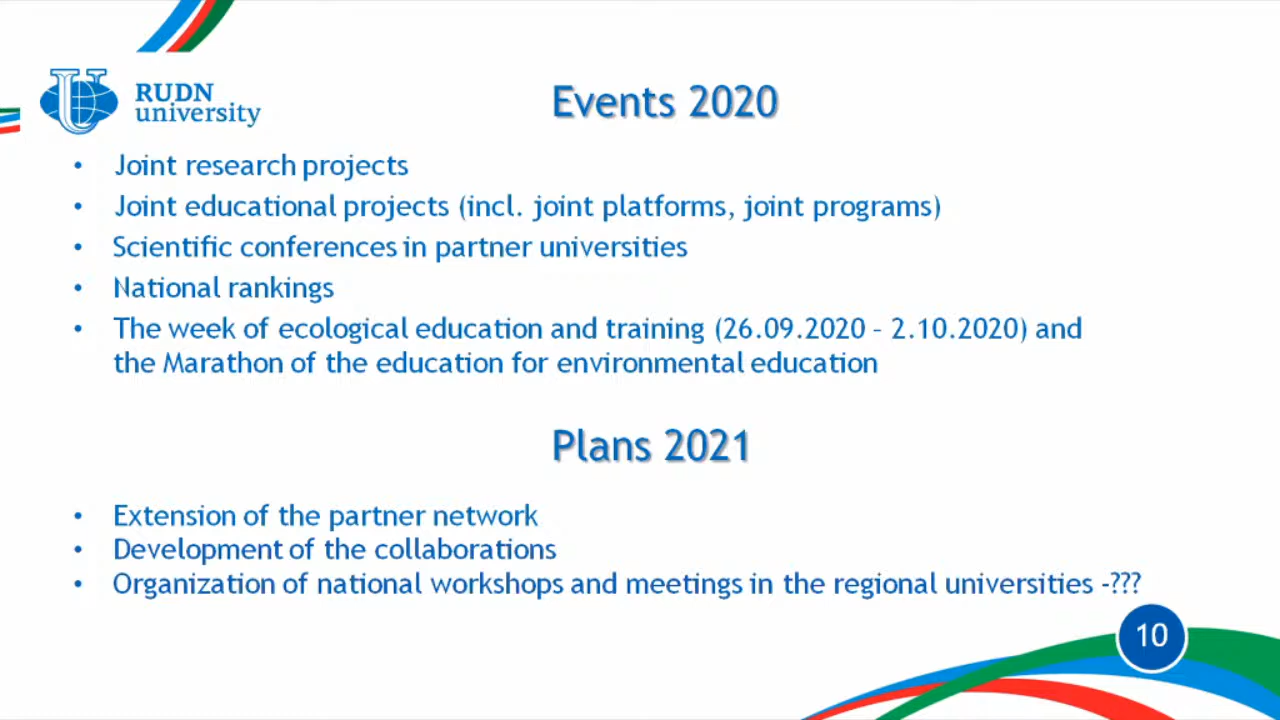 RUDN
university
Events 2020
• Joint research projects
• Joint educational projects (incl. joint platforms, joint programs)
• Scientific conferences in partner universities
• National rankings
• The week of ecological education and training (26.09.2020 – 2.10.2020) and
the Marathon of the education for environmental education
Plans 2021
• Extension of the partner network
• Development of the collaborations
• Organization of national workshops and meetings in the regional universities -???
10